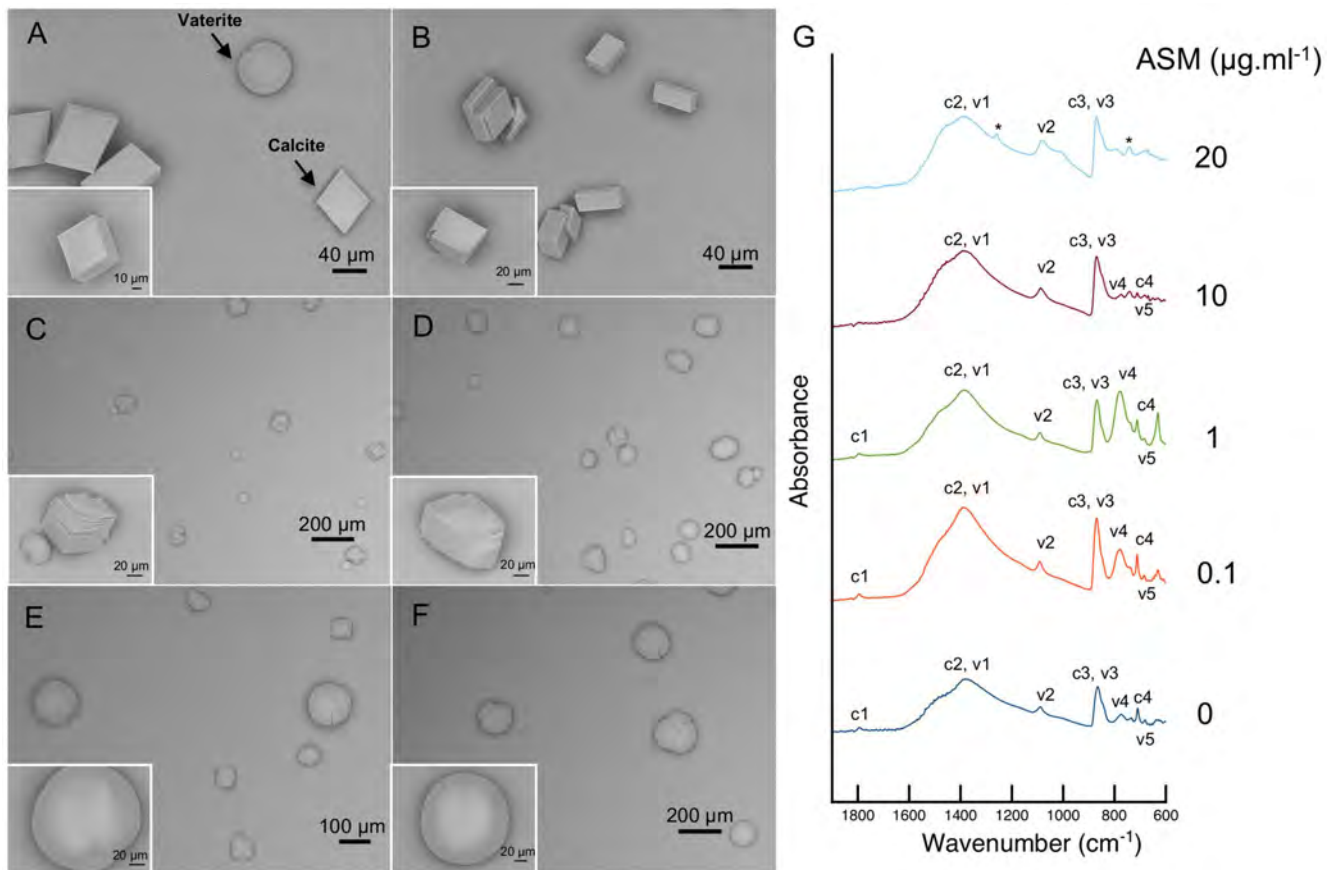 A
Vaterite
Calcite
40 µm
10 µm
B
40 µm
20 µm
C
200 µm
20 µm
D
200 µm
20 µm
E
100 µm
20 µm
F
200 µm
20 µm
G
ASM (µg.ml-1)
c2, v1
*
v2
c3, v3
*
20
c2, v1
v2
c3, v3
v4
c4
v5
10
c1
c2, v1
v2
c3, v3
v4
c4
v5
1
c1
c2, v1
v2
c3, v3
v4
c4
v5
0.1
c1
c2, v1
v2
c3, v3
v4
c4
v5
0
Absorbance
1800 1600 1400 1200 1000 800 600
Wavenumber (cm-1)